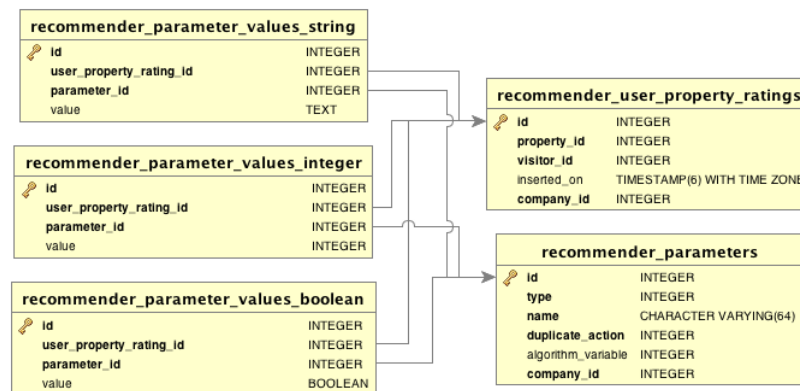 recommender_parameter_values_string
id INTEGER
user_property_rating_id INTEGER
parameter_id INTEGER
value TEXT
recommender_parameter_values_integer
id INTEGER
user_property_rating_id INTEGER
parameter_id INTEGER
value INTEGER
recommender_parameter_values_boolean
id INTEGER
user_property_rating_id INTEGER
parameter_id INTEGER
value BOOLEAN
recommender_user_property_ratings
id INTEGER
property_id INTEGER
visitor_id INTEGER
inserted_on TIMESTAMP(6) WITH TIME ZONE
company_id INTEGER
recommender_parameters
id INTEGER
type INTEGER
name CHARACTER VARYING(64)
duplicate_action INTEGER
algorithm_variable INTEGER
company_id INTEGER